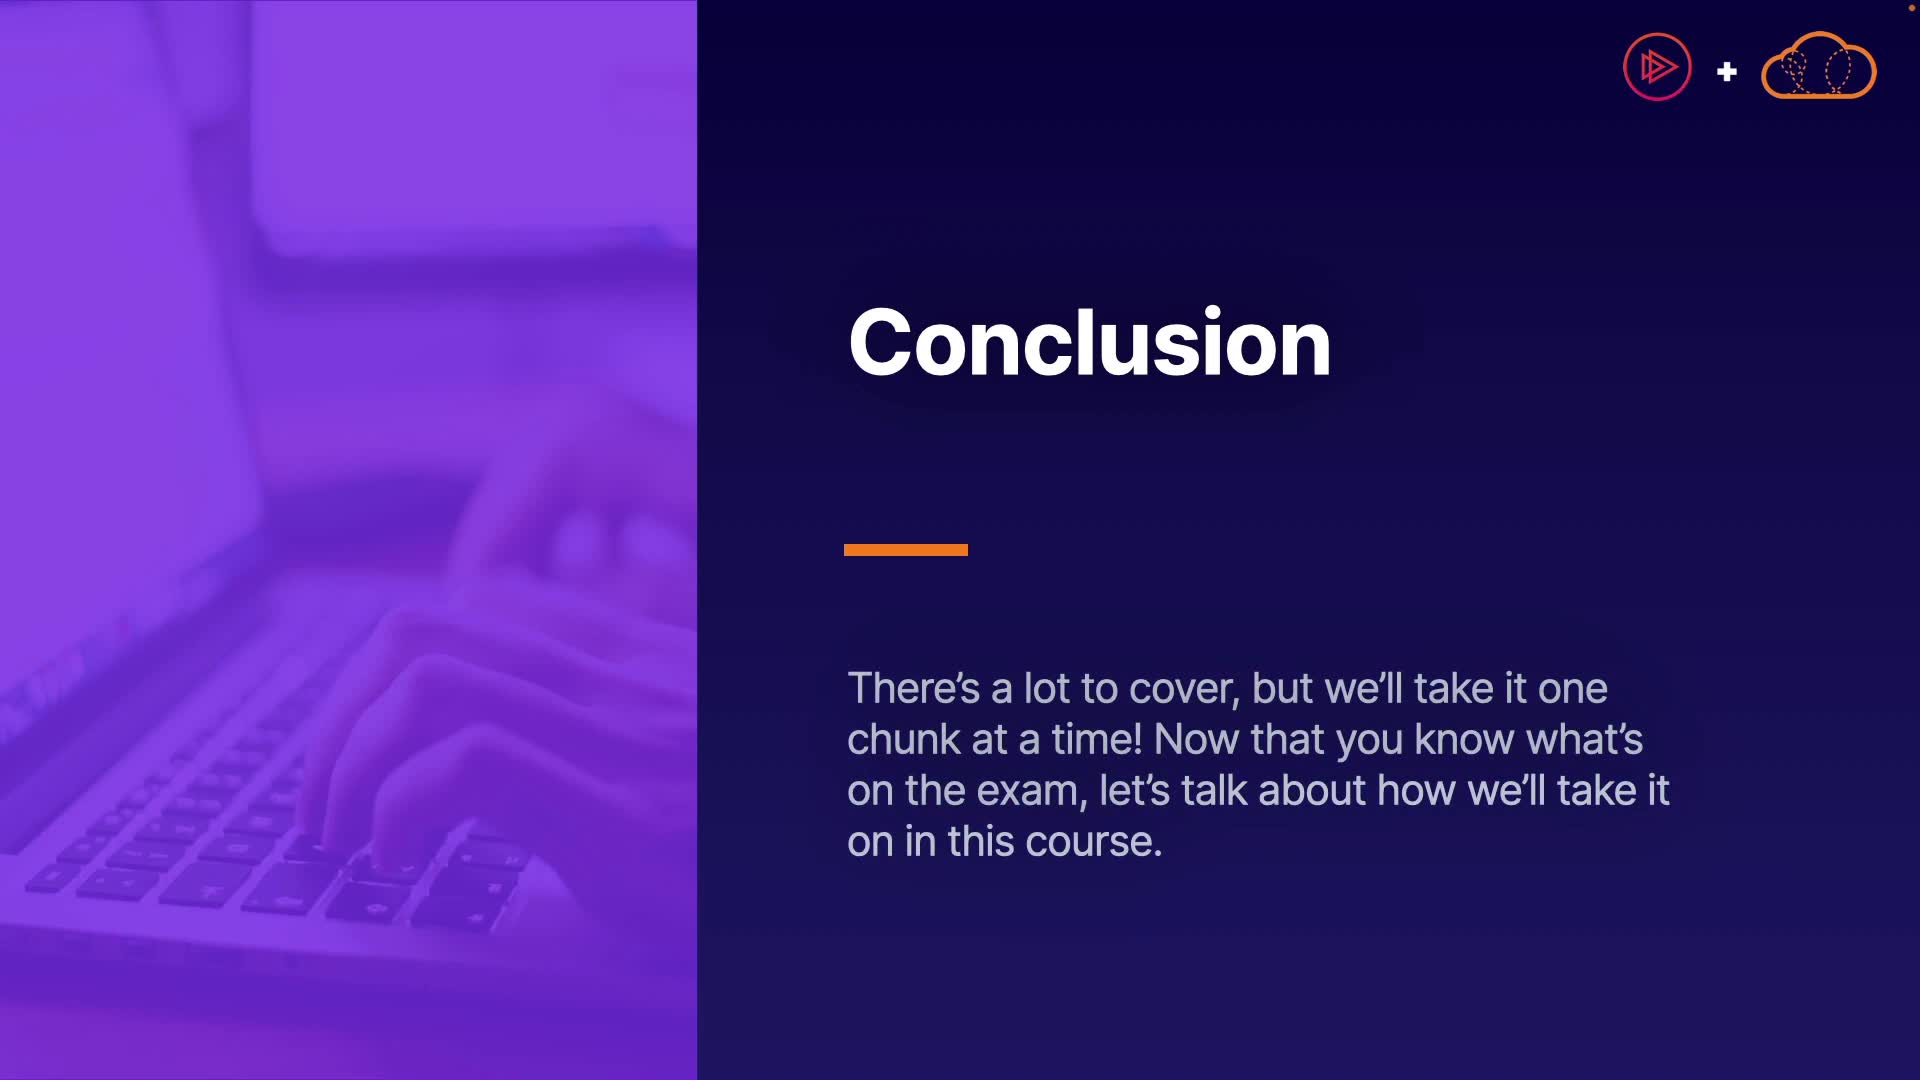 Conclusion
There’s a lot to cover, but we’ll take it one
chunk at a time! Now that you know what’s
on the exam, let’s talk about how we’ll take it
on in this course.